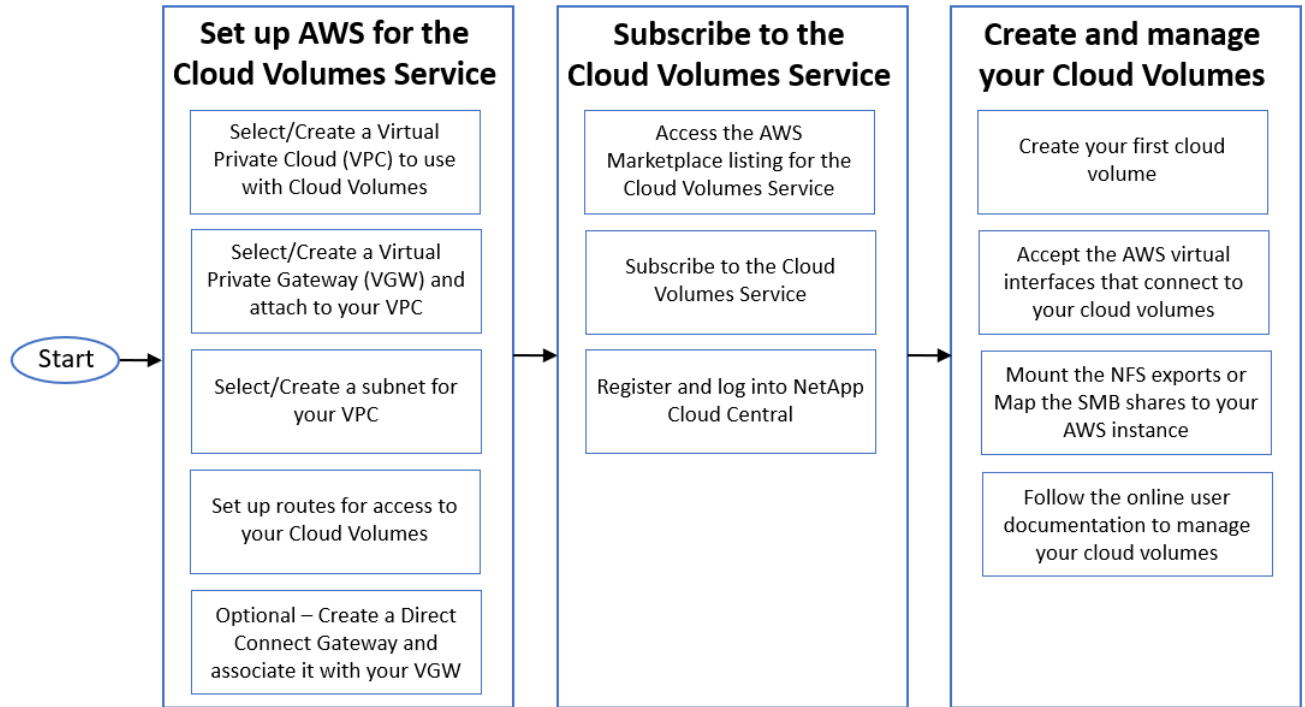 Start
Set up AWS for the
Cloud Volumes Service
Select/Create a Virtual
Private Cloud (VPC) to use
with Cloud Volumes
Select/Create a Virtual
Private Gateway (VGW) and
attach to your VPC
Select/Create a subnet for
your VPC
Set up routes for access to
your Cloud Volumes
Optional – Create a Direct
Connect Gateway and
associate it with your VGW
Subscribe to the
Cloud Volumes Service
Access the AWS
Marketplace listing for the
Cloud Volumes Service
Subscribe to the Cloud
Volumes Service
Register and log into NetApp
Cloud Central
Create and manage
your Cloud Volumes
Create your first cloud
volume
Accept the AWS virtual
interfaces that connect to
your cloud volumes
Mount the NFS exports or
Map the SMB shares to your
AWS instance
Follow the online user
documentation to manage
your cloud volumes